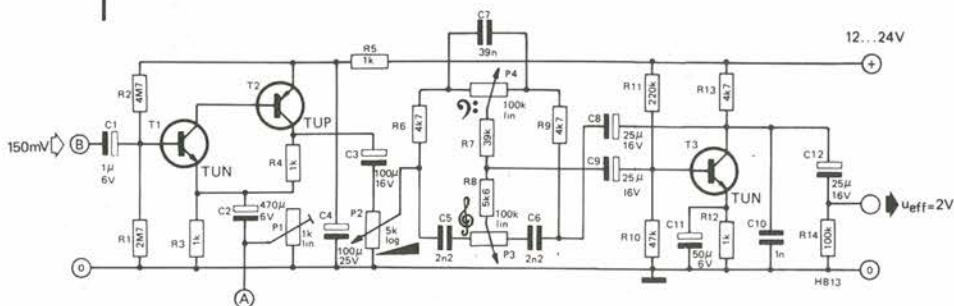 C7
39n
12...24V
+
R5
1k
P4
100k
lin
R2
4M7
T2
TUP
R11
220k
R13
4k7
R6
4k7
R9
4k7
C8
25µ
16V
R7
39k
150mV
B
C1
1µ
6V
T1
TUN
R4
1k
C3
100µ
16V
C9
25µ
16V
T3
TUN
C12
25µ
16V
R8
5k6
u eff = 2V
C2
470µ
6V
P1
1k
lin
C4
100µ
25V
P2
5k
log
C5
2n2
100k
lin
P3
C6
2n2
R1
2M7
R3
1k
R10
47k
C11
50µ
6V
R12
1k
C10
1n
R14
100k
0
0
A
HB13